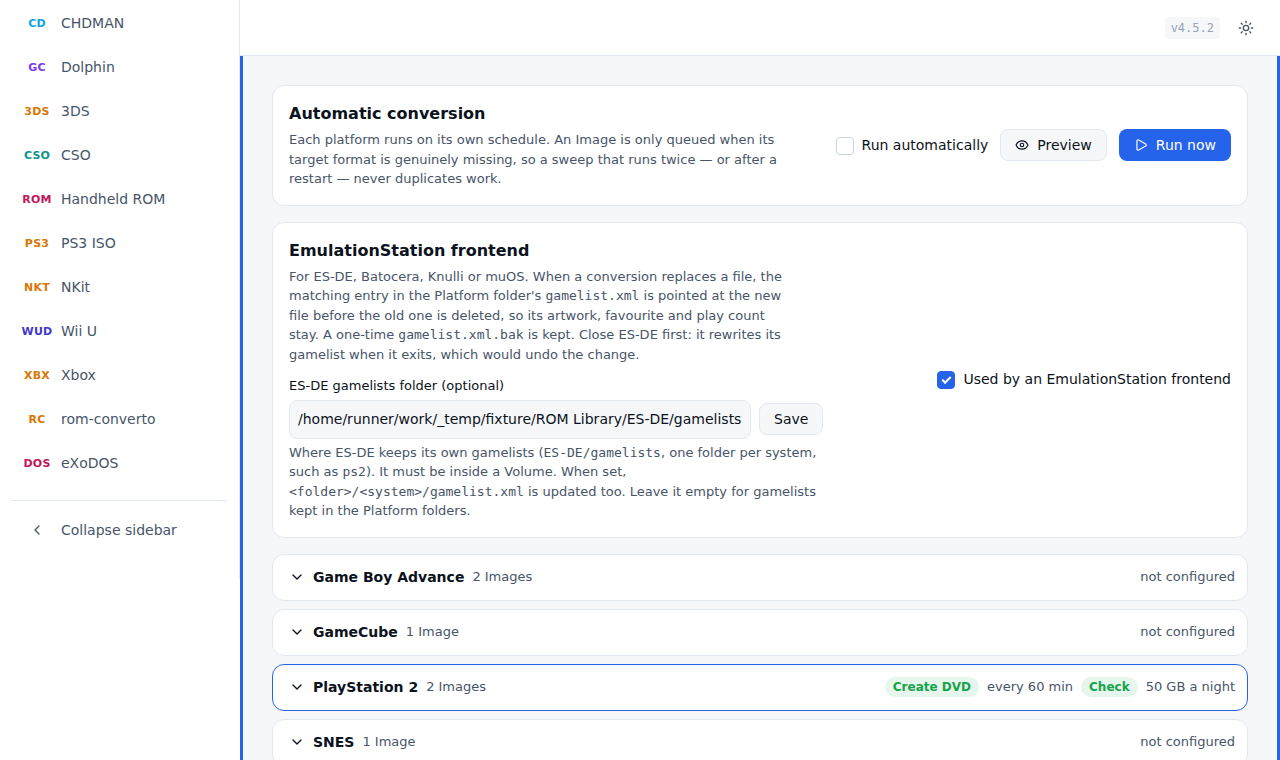 CD CHDMAN
GC Dolphin
3DS 3DS
CSO CSO
ROM Handheld ROM
PS3 PS3 ISO
NKT NKit
WUD Wii U
XBX Xbox
RC rom-converto
DOS eXoDOS
Collapse sidebar
v4.5.2
Automatic conversion
Each platform runs on its own schedule. An Image is only queued when its
target format is genuinely missing, so a sweep that runs twice — or after a
restart — never duplicates work.
Run automatically
Preview
Run now
EmulationStation frontend
For ES-DE, Batocera, Knulli or muOS. When a conversion replaces a file, the
matching entry in the Platform folder's gamelist.xml is pointed at the new
file before the old one is deleted, so its artwork, favourite and play count
stay. A one-time gamelist.xml.bak is kept. Close ES-DE first: it rewrites its
gamelist when it exits, which would undo the change.
ES-DE gamelists folder (optional)
/home/runner/work/_temp/fixture/ROM Library/ES-DE/gamelists
Save
Where ES-DE keeps its own gamelists (ES-DE/gamelists, one folder per system,
such as ps2). It must be inside a Volume. When set,
<folder>/<system>/gamelist.xml is updated too. Leave it empty for gamelists
kept in the Platform folders.
Used by an EmulationStation frontend
Game Boy Advance 2 Images not configured
GameCube 1 Image not configured
PlayStation 2 2 Images Create DVD every 60 min Check 50 GB a night
SNES 1 Image not configured